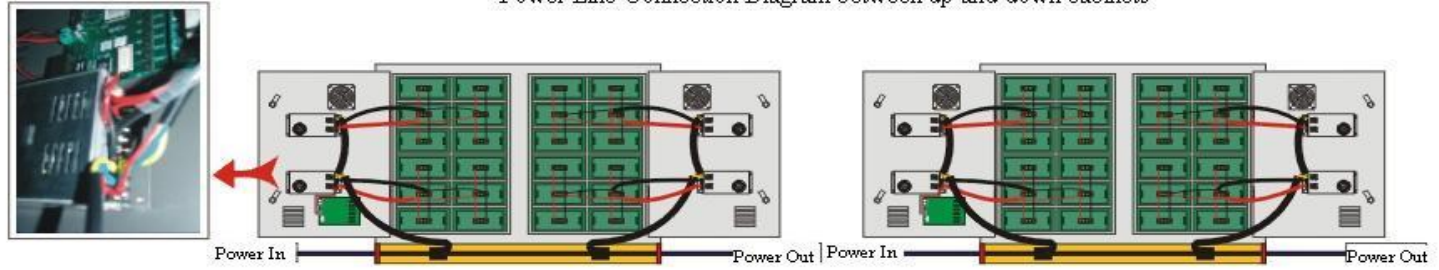 Power Line Connection Diagram between up and down cabinets
Power In
Power Out
Power In
Power Out